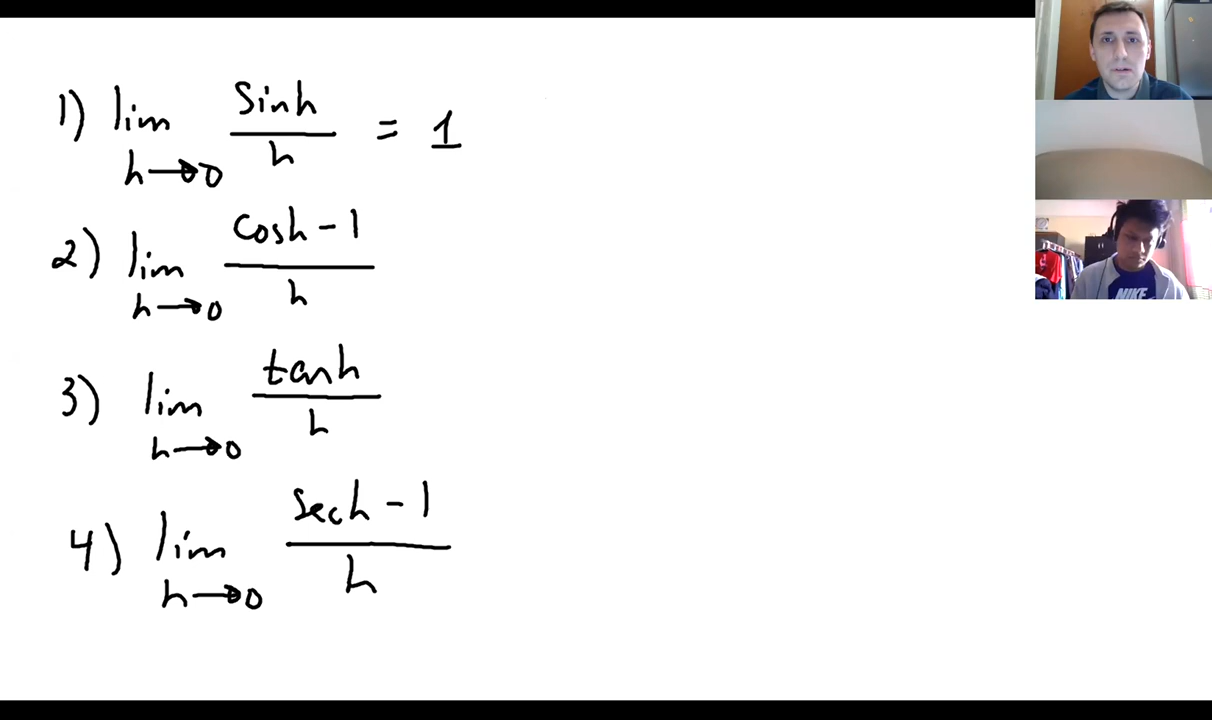 1) lim h→0 sinh / h = 1
2) lim h→0 cosh - 1 / h
3) lim h→0 tanh / h
4) lim h→0 sech - 1 / h
NIKE